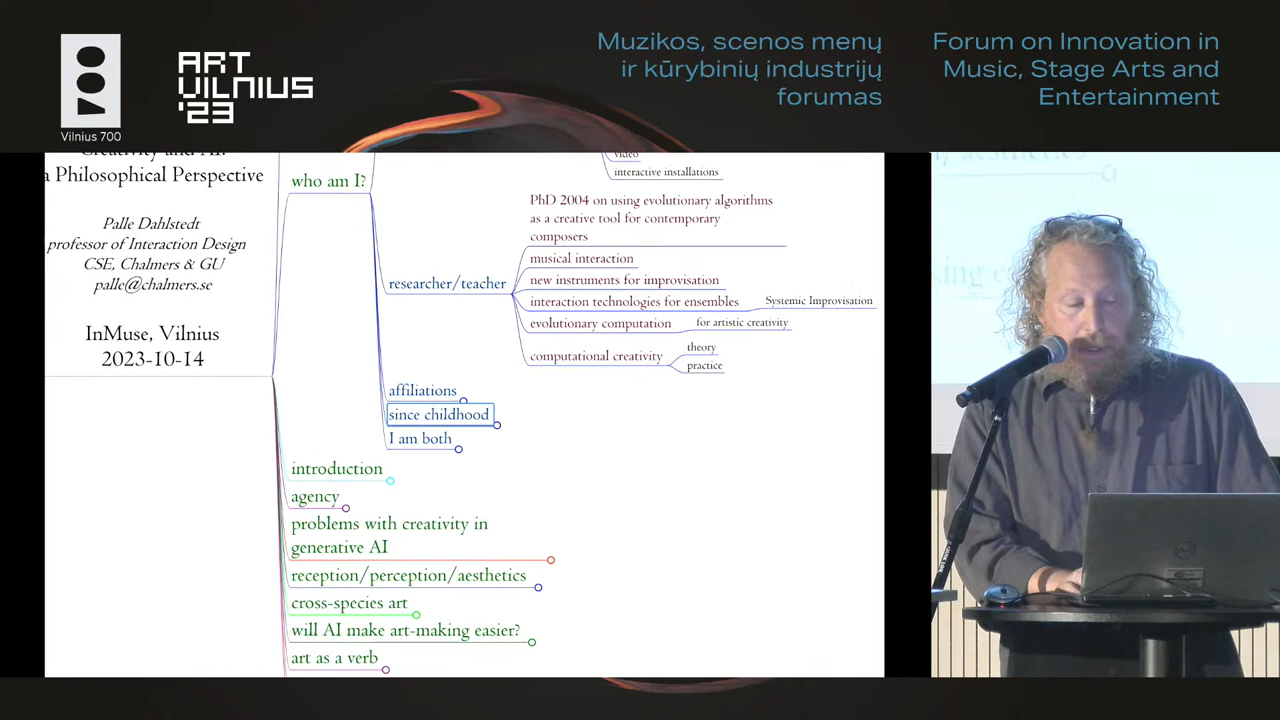 Vilnius 700
ART
VILNIUS
'23
Muzikos, scenos menų
ir kūrybinių industrijų
forumas
Forum on Innovation in
Music, Stage Arts and
Entertainment
Creativity and AI:
a Philosophical Perspective
Palle Dahlstedt
professor of Interaction Design
CSE, Chalmers & GU
palle@chalmers.se
InMuse, Vilnius
2023-10-14
who am I?
video
interactive installations
researcher/teacher
PhD 2004 on using evolutionary algorithms
as a creative tool for contemporary
composers
musical interaction
new instruments for improvisation
interaction technologies for ensembles
Systemic Improvisation
evolutionary computation
for artistic creativity
computational creativity
theory
practice
affiliations
since childhood
I am both
introduction
agency
problems with creativity in
generative AI
reception/perception/aesthetics
cross-species art
will AI make art-making easier?
art as a verb